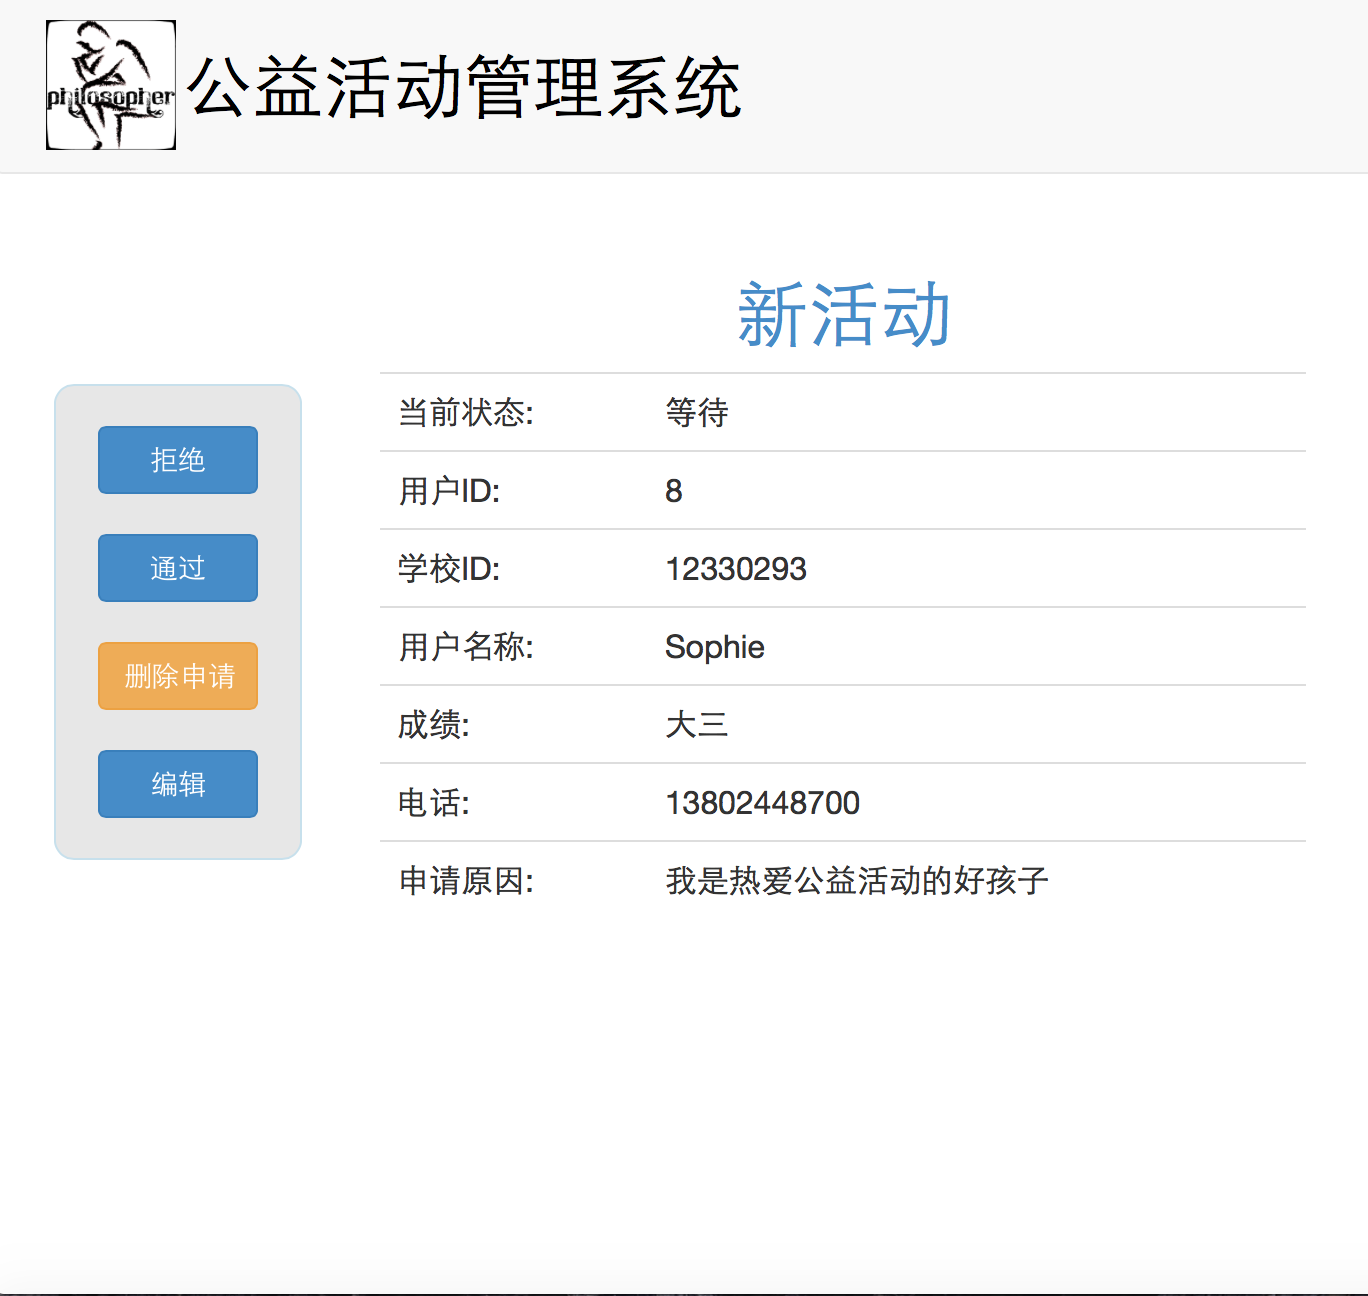 philosopher 公益活动管理系统
新活动
拒绝
通过
删除申请
编辑
当前状态: 等待
用户ID: 8
学校ID: 12330293
用户名称: Sophie
成绩: 大三
电话: 13802448700
申请原因: 我是热爱公益活动的好孩子